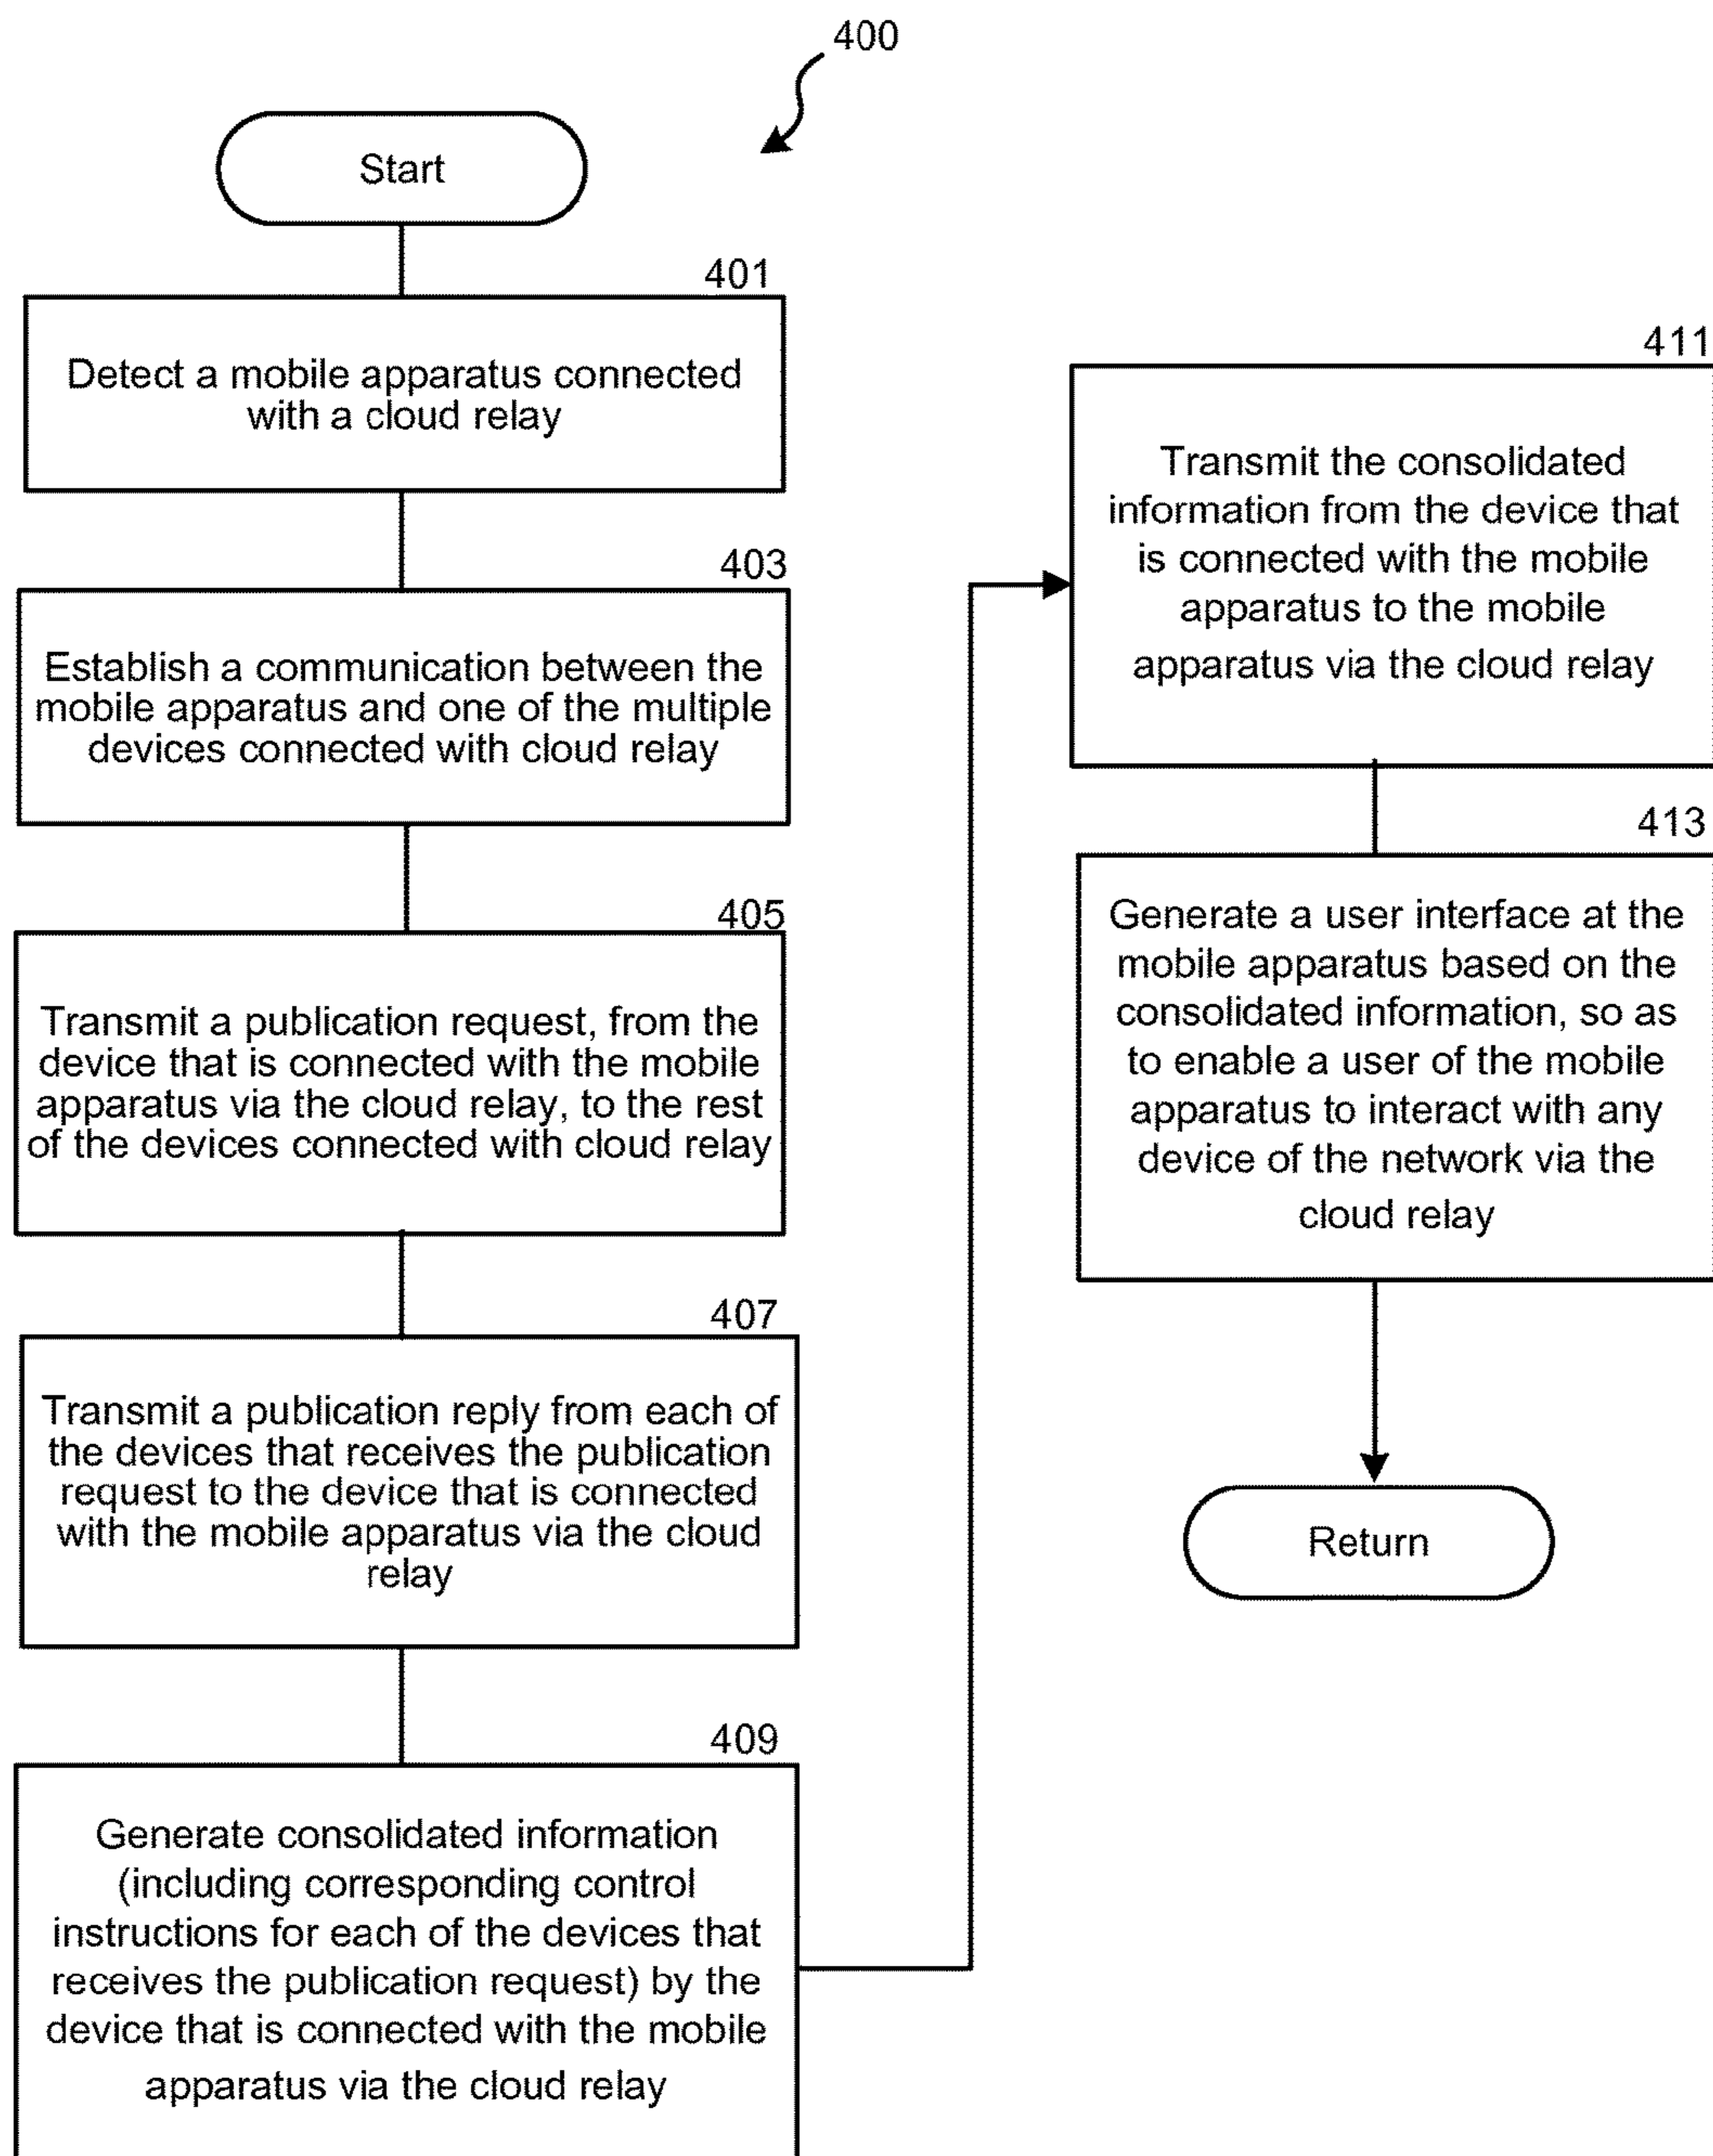 400
Start
401
Detect a mobile apparatus connected
with a cloud relay
403
Establish a communication between the
mobile apparatus and one of the multiple
devices connected with cloud relay
405
Transmit a publication request, from the
device that is connected with the mobile
apparatus via the cloud relay, to the rest
of the devices connected with cloud relay
407
Transmit a publication reply from each of
the devices that receives the publication
request to the device that is connected
with the mobile apparatus via the cloud
relay
409
Generate consolidated information
(including corresponding control
instructions for each of the devices that
receives the publication request) by the
device that is connected with the mobile
apparatus via the cloud relay
411
Transmit the consolidated
information from the device that
is connected with the mobile
apparatus to the mobile
apparatus via the cloud relay
413
Generate a user interface at the
mobile apparatus based on the
consolidated information, so as
to enable a user of the mobile
apparatus to interact with any
device of the network via the
cloud relay
Return